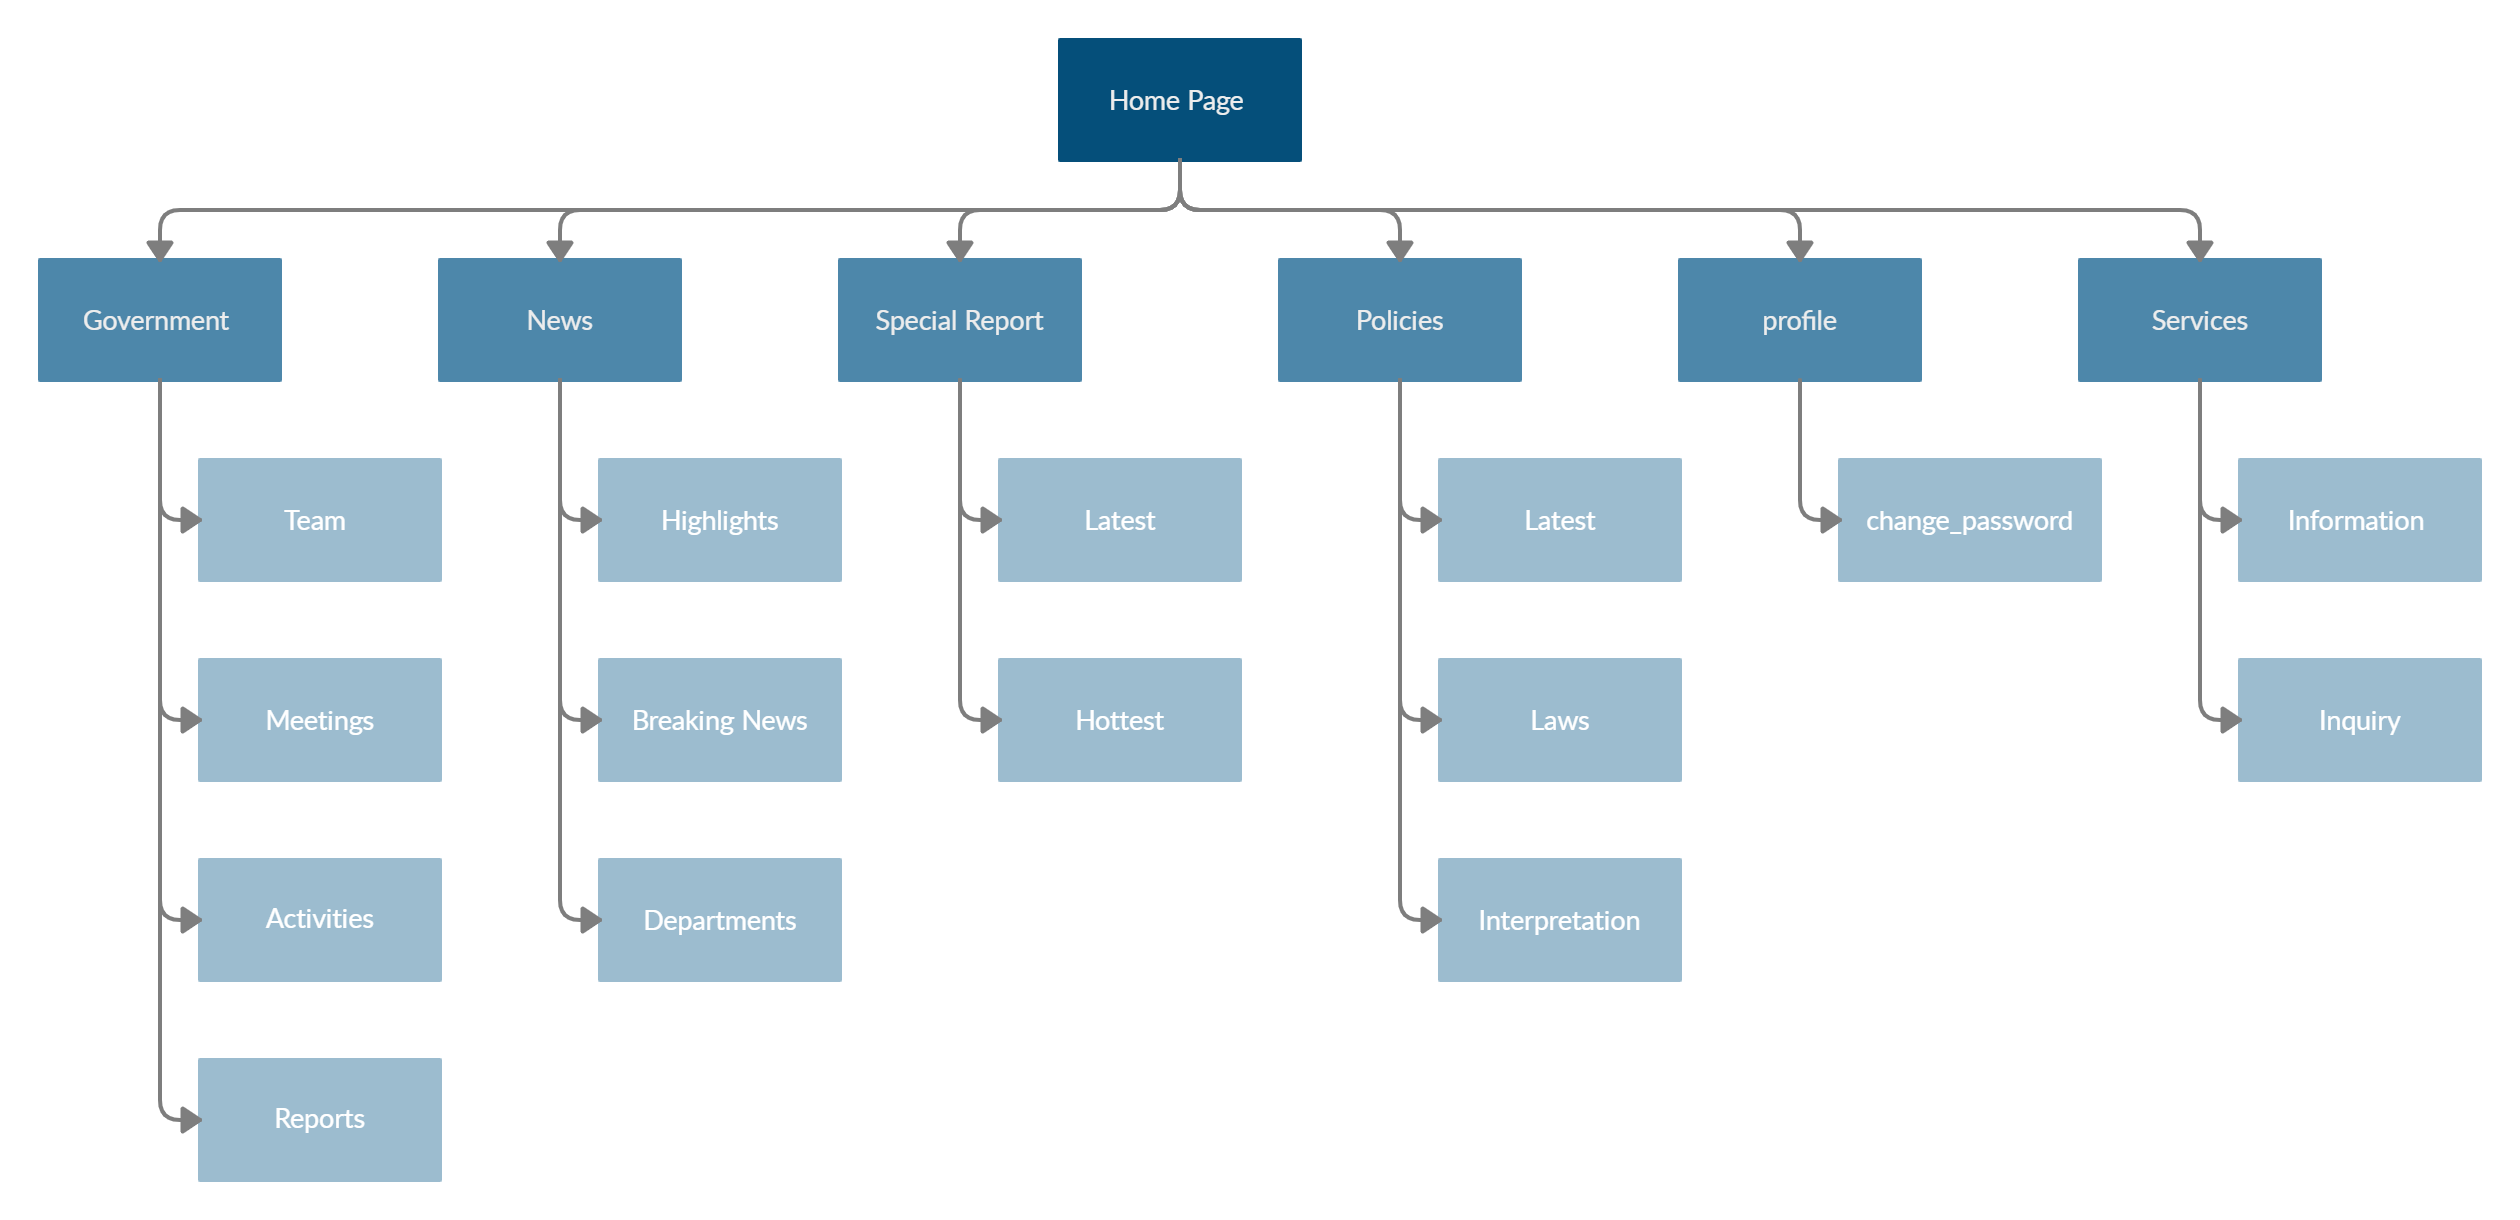 Home Page
Government
News
Special Report
Policies
profile
Services
Team
Highlights
Latest
Latest
change_password
Information
Meetings
Breaking News
Hottest
Laws
Inquiry
Activities
Departments
Interpretation
Reports